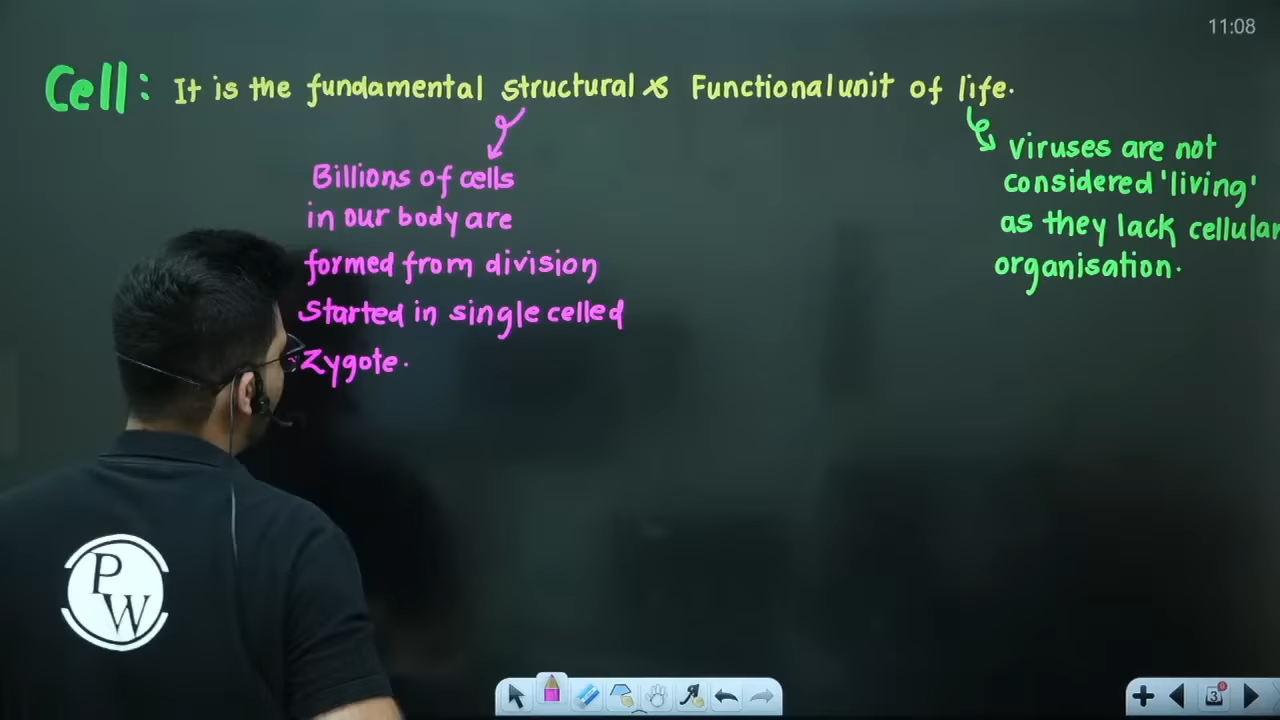 11:08
Cell: It is the fundamental structural & Functional unit of life.
Billions of cells
in our body are
formed from division
started in single celled
Zygote.
Viruses are not
considered 'living'
as they lack cellular
organisation.
PW
3